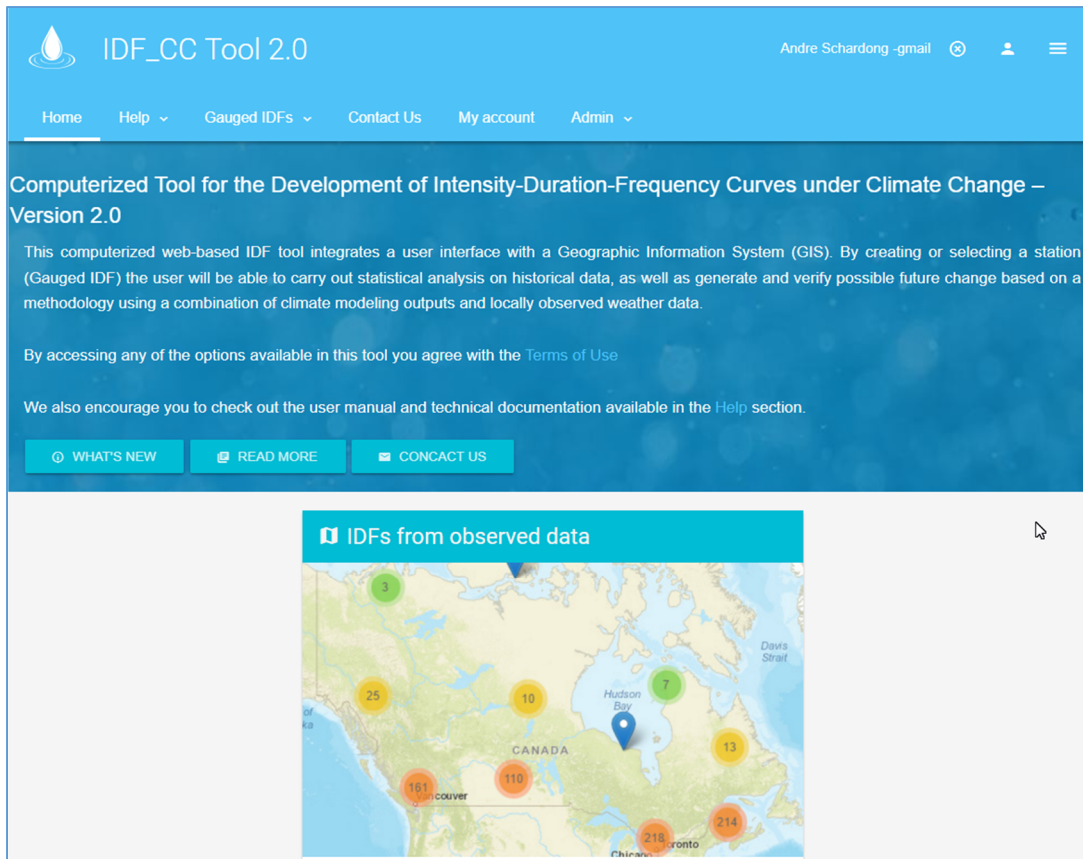 IDF_CC Tool 2.0
Andre Schardong -gmail
Home Help Gauged IDFs Contact Us My account Admin
Computerized Tool for the Development of Intensity-Duration-Frequency Curves under Climate Change –
Version 2.0
This computerized web-based IDF tool integrates a user interface with a Geographic Information System (GIS). By creating or selecting a station
(Gauged IDF) the user will be able to carry out statistical analysis on historical data, as well as generate and verify possible future change based on a
methodology using a combination of climate modeling outputs and locally observed weather data.
By accessing any of the options available in this tool you agree with the Terms of Use
We also encourage you to check out the user manual and technical documentation available in the Help section.
WHAT'S NEW READ MORE CONCACT US
IDFs from observed data
3
Davis
Strait
7
25
10
Hudson
Bay
of
ka
13
CANADA
110
161
ncouver
214
218
ronto
Chicago